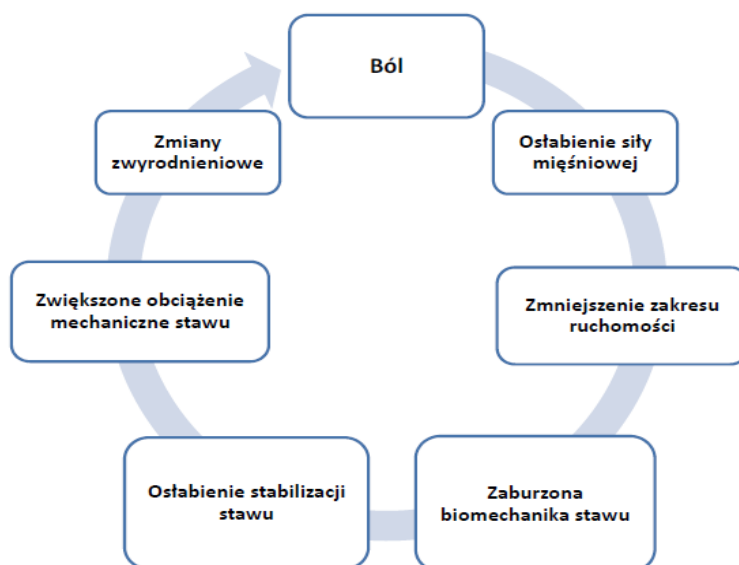 Ból
Osłabienie siły
mięśniowej
Zmniejszenie zakresu
ruchomości
Zaburzona
biomechanika stawu
Osłabienie stabilizacji
stawu
Zwiększone obciążenie
mechaniczne stawu
Zmiany
zwyrodnieniowe